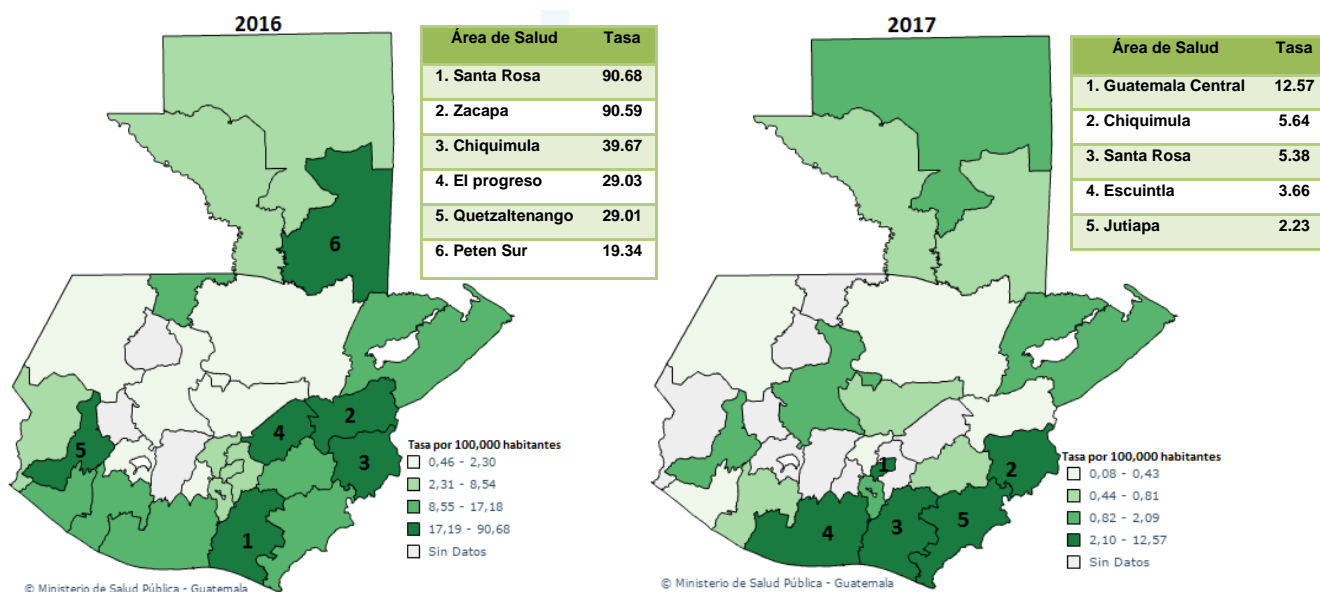 2016
Área de Salud Tasa
1. Santa Rosa 90.68
2. Zacapa 90.59
3. Chiquimula 39.67
4. El progreso 29.03
5. Quetzaltenango 29.01
6. Peten Sur 19.34
6
2
4
5
3
1
Tasa por 100,000 habitantes
0,46 - 2,30
2,31 - 8,54
8,55 - 17,18
17,19 - 90,68
Sin Datos
© Ministerio de Salud Pública - Guatemala
2017
Área de Salud Tasa
1. Guatemala Central 12.57
2. Chiquimula 5.64
3. Santa Rosa 5.38
4. Escuintla 3.66
5. Jutiapa 2.23
1
2
5
3
4
Tasa por 100,000 habitantes
0,08 - 0,43
0,44 - 0,81
0,82 - 2,09
2,10 - 12,57
Sin Datos
© Ministerio de Salud Pública - Guatemala